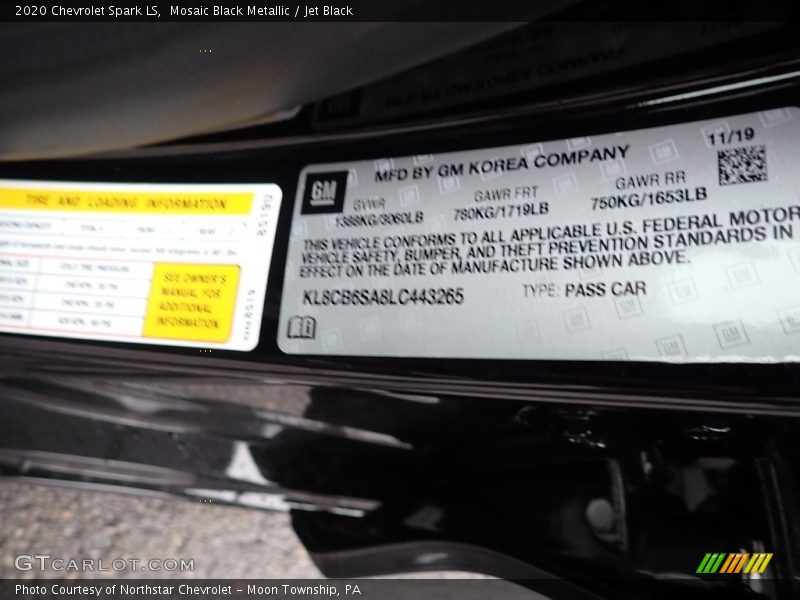 2020 Chevrolet Spark LS,  Mosaic Black Metallic / Jet Black
TIRE AND LOADING INFORMATION
SEE OWNER'S
MANUAL FOR
ADDITIONAL
INFORMATION
GM
MFD BY GM KOREA COMPANY
11/19
GVWR
GAWR FRT
GAWR RR
1388KG/3060LB
780KG/1719LB
750KG/1653LB
THIS VEHICLE CONFORMS TO ALL APPLICABLE U.S. FEDERAL MOTOR
VEHICLE SAFETY, BUMPER, AND THEFT PREVENTION STANDARDS IN
EFFECT ON THE DATE OF MANUFACTURE SHOWN ABOVE.
KL8CB6SA8LC443265
TYPE: PASS CAR
GTCARLOT.COM
Photo Courtesy of Northstar Chevrolet - Moon Township, PA